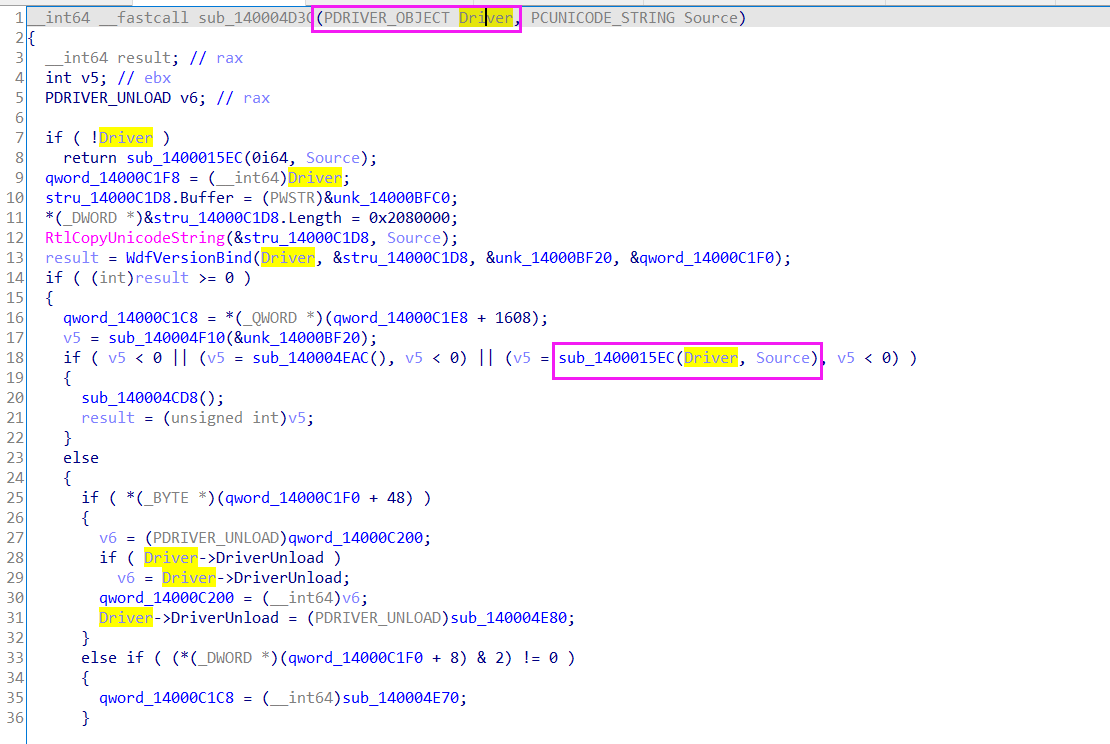 1 __int64 __fastcall sub_140004D3C(PDRIVER_OBJECT Driver, PCUNICODE_STRING Source)
2 {
3 __int64 result; // rax
4 int v5; // ebx
5 PDRIVER_UNLOAD v6; // rax
6
7 if ( !Driver )
8 return sub_1400015EC(0i64, Source);
9 qword_14000C1F8 = (__int64)Driver;
10 stru_14000C1D8.Buffer = (PWSTR)&unk_14000BFC0;
11 *(_DWORD *)&stru_14000C1D8.Length = 0x2080000;
12 RtlCopyUnicodeString(&stru_14000C1D8, Source);
13 result = WdfVersionBind(Driver, &stru_14000C1D8, &unk_14000BF20, &qword_14000C1F0);
14 if ( (int)result >= 0 )
15 {
16 qword_14000C1C8 = *(_QWORD *)(qword_14000C1E8 + 1608);
17 v5 = sub_140004F10(&unk_14000BF20);
18 if ( v5 < 0 || (v5 = sub_140004EAC(), v5 < 0) || (v5 = sub_1400015EC(Driver, Source), v5 < 0) )
19 {
20 sub_140004CD8();
21 result = (unsigned int)v5;
22 }
23 else
24 {
25 if ( *(_BYTE *)(qword_14000C1F0 + 48) )
26 {
27 v6 = (PDRIVER_UNLOAD)qword_14000C200;
28 if ( Driver->DriverUnload )
29 v6 = Driver->DriverUnload;
30 qword_14000C200 = (__int64)v6;
31 Driver->DriverUnload = (PDRIVER_UNLOAD)sub_140004E80;
32 }
33 else if ( (*(_DWORD *)(qword_14000C1F0 + 8) & 2) != 0 )
34 {
35 qword_14000C1C8 = (__int64)sub_140004E70;
36 }